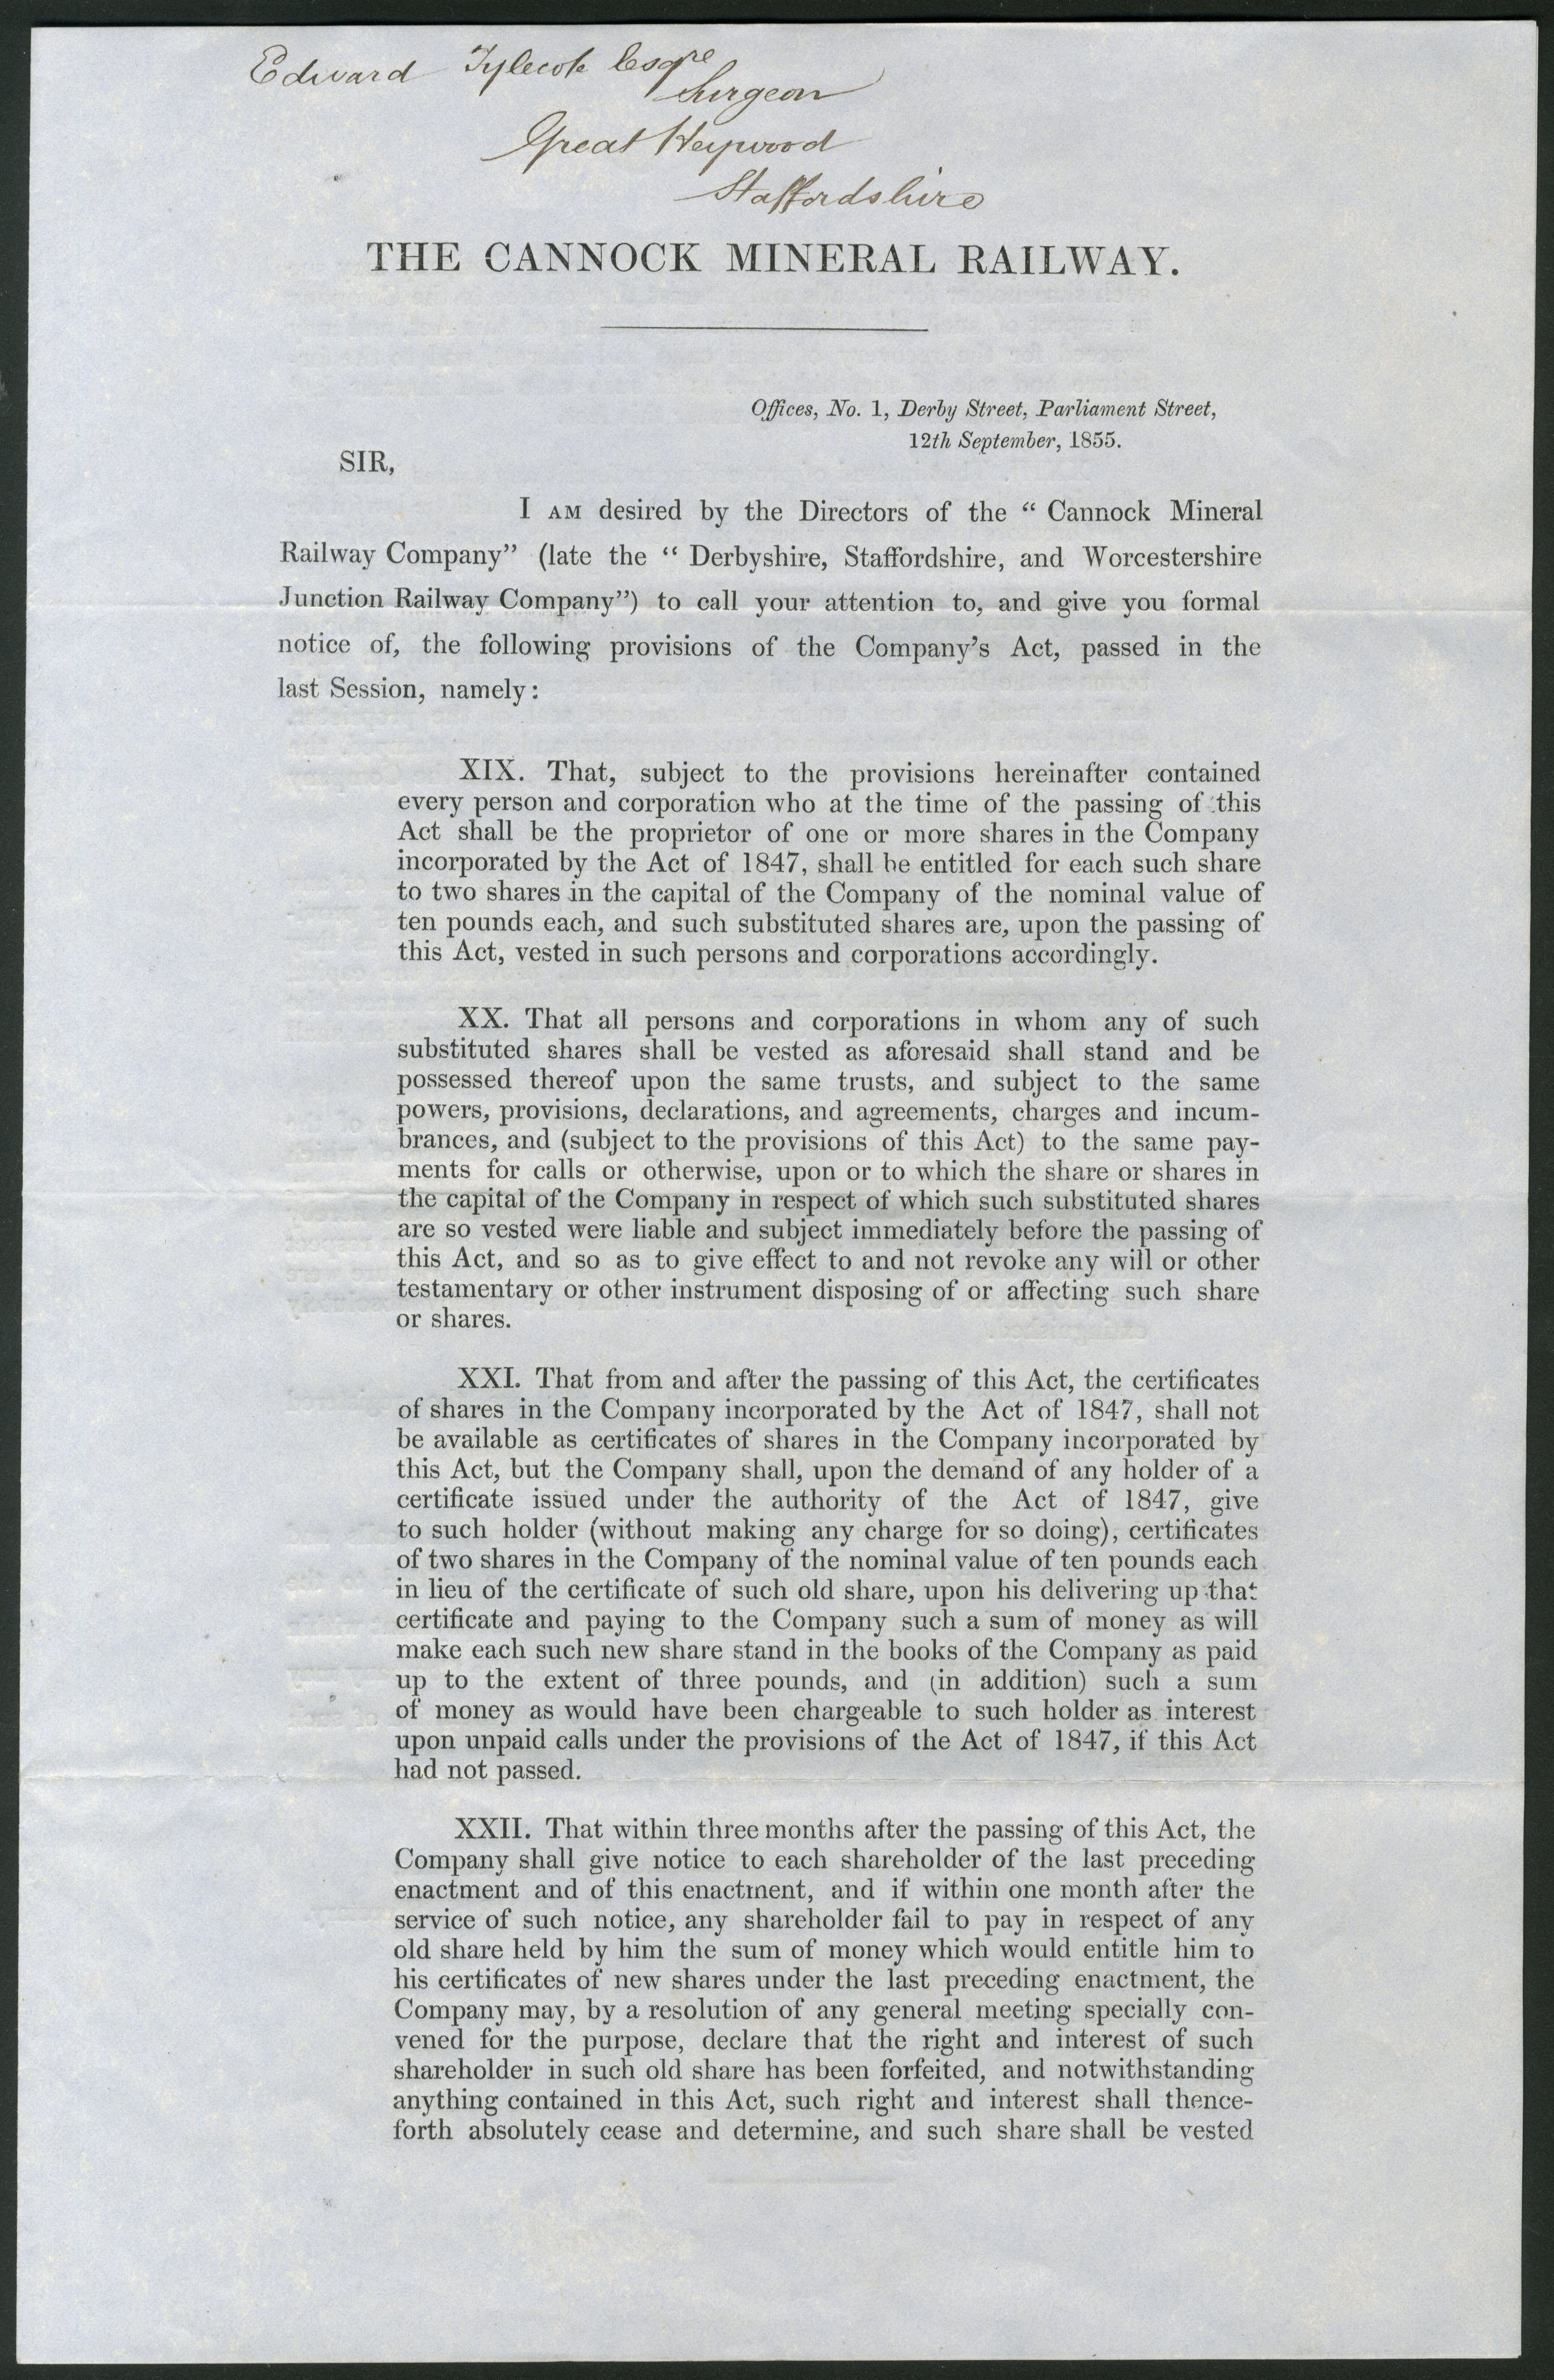 Edward Tylecote Esqre
Surgeon
Great Heywood
Staffordshire
THE CANNOCK MINERAL RAILWAY.
Offices, No. 1, Derby Street, Parliament Street,
12th September, 1855.
SIR,
I AM desired by the Directors of the “ Cannock Mineral
Railway Company” (late the “ Derbyshire, Staffordshire, and Worcestershire
Junction Railway Company”) to call your attention to, and give you formal
notice of, the following provisions of the Company’s Act, passed in the
last Session, namely:
XIX. That, subject to the provisions hereinafter contained
every person and corporation who at the time of the passing of this
Act shall be the proprietor of one or more shares in the Company
incorporated by the Act of 1847, shall be entitled for each such share
to two shares in the capital of the Company of the nominal value of
ten pounds each, and such substituted shares are, upon the passing of
this Act, vested in such persons and corporations accordingly.
XX. That all persons and corporations in whom any of such
substituted shares shall be vested as aforesaid shall stand and be
possessed thereof upon the same trusts, and subject to the same
powers, provisions, declarations, and agreements, charges and incum-
brances, and (subject to the provisions of this Act) to the same pay-
ments for calls or otherwise, upon or to which the share or shares in
the capital of the Company in respect of which such substituted shares
are so vested were liable and subject immediately before the passing of
this Act, and so as to give effect to and not revoke any will or other
testamentary or other instrument disposing of or affecting such share
or shares.
XXI. That from and after the passing of this Act, the certificates
of shares in the Company incorporated by the Act of 1847, shall not
be available as certificates of shares in the Company incorporated by
this Act, but the Company shall, upon the demand of any holder of a
certificate issued under the authority of the Act of 1847, give
to such holder (without making any charge for so doing), certificates
of two shares in the Company of the nominal value of ten pounds each
in lieu of the certificate of such old share, upon his delivering up that
certificate and paying to the Company such a sum of money as will
make each such new share stand in the books of the Company as paid
up to the extent of three pounds, and (in addition) such a sum
of money as would have been chargeable to such holder as interest
upon unpaid calls under the provisions of the Act of 1847, if this Act
had not passed.
XXII. That within three months after the passing of this Act, the
Company shall give notice to each shareholder of the last preceding
enactment and of this enactment, and if within one month after the
service of such notice, any shareholder fail to pay in respect of any
old share held by him the sum of money which would entitle him to
his certificates of new shares under the last preceding enactment, the
Company may, by a resolution of any general meeting specially con-
vened for the purpose, declare that the right and interest of such
shareholder in such old share has been forfeited, and notwithstanding
anything contained in this Act, such right and interest shall thence-
forth absolutely cease and determine, and such share shall be vested